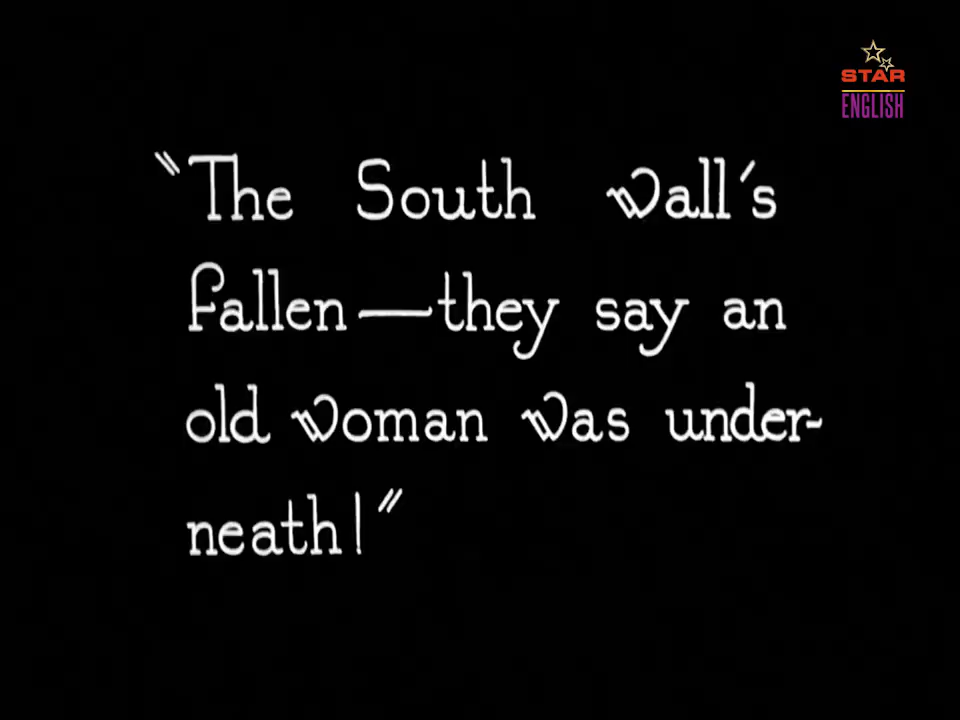 STAR
ENGLISH
"The South wall's
fallen—they say an
old woman was under-
neath!"